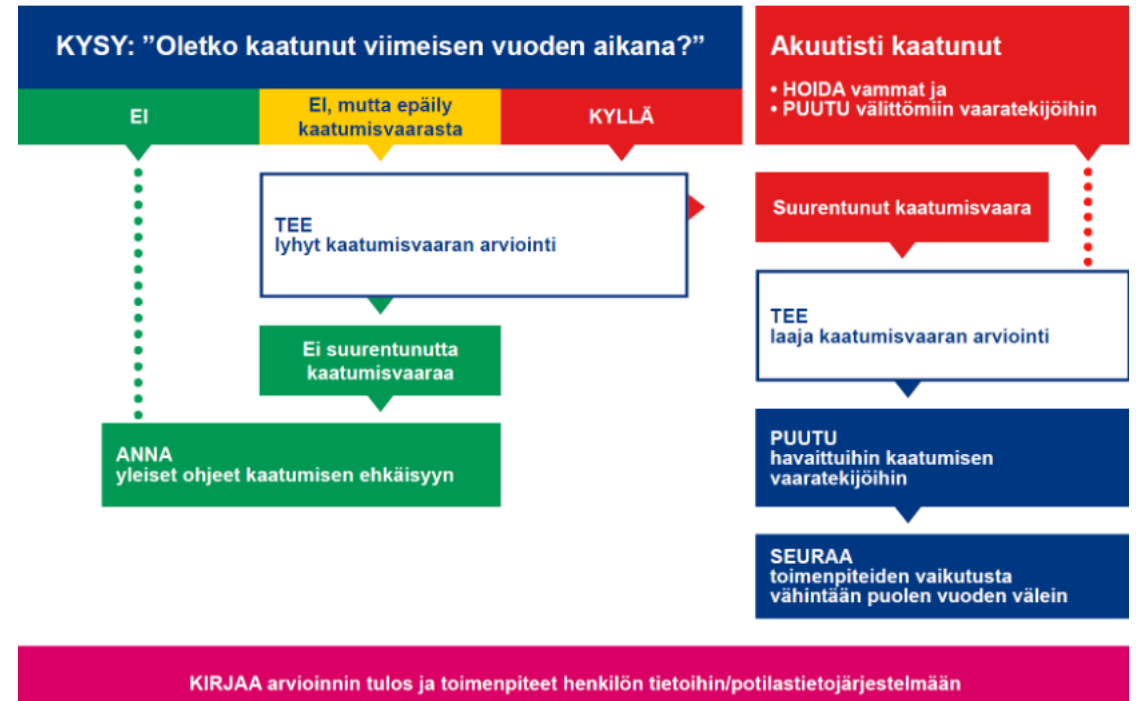 KYSY: ”Oletko kaatunut viimeisen vuoden aikana?”
EI
EI, mutta epäily
kaatumisvaarasta
KYLLÄ
Akuutisti kaatunut
• HOIDA vammat ja
• PUUTU välittömiin vaaratekijöihin
TEE
lyhyt kaatumisvaaran arviointi
Suurentunut kaatumisvaara
Ei suurentunutta
kaatumisvaaraa
TEE
laaja kaatumisvaaran arviointi
ANNA
yleiset ohjeet kaatumisen ehkäisyyn
PUUTU
havaittuihin kaatumisen
vaaratekijöihin
SEURAA
toimenpiteiden vaikutusta
vähintään puolen vuoden välein
KIRJAA arvioinnin tulos ja toimenpiteet henkilön tietoihin/potilastietojärjestelmään